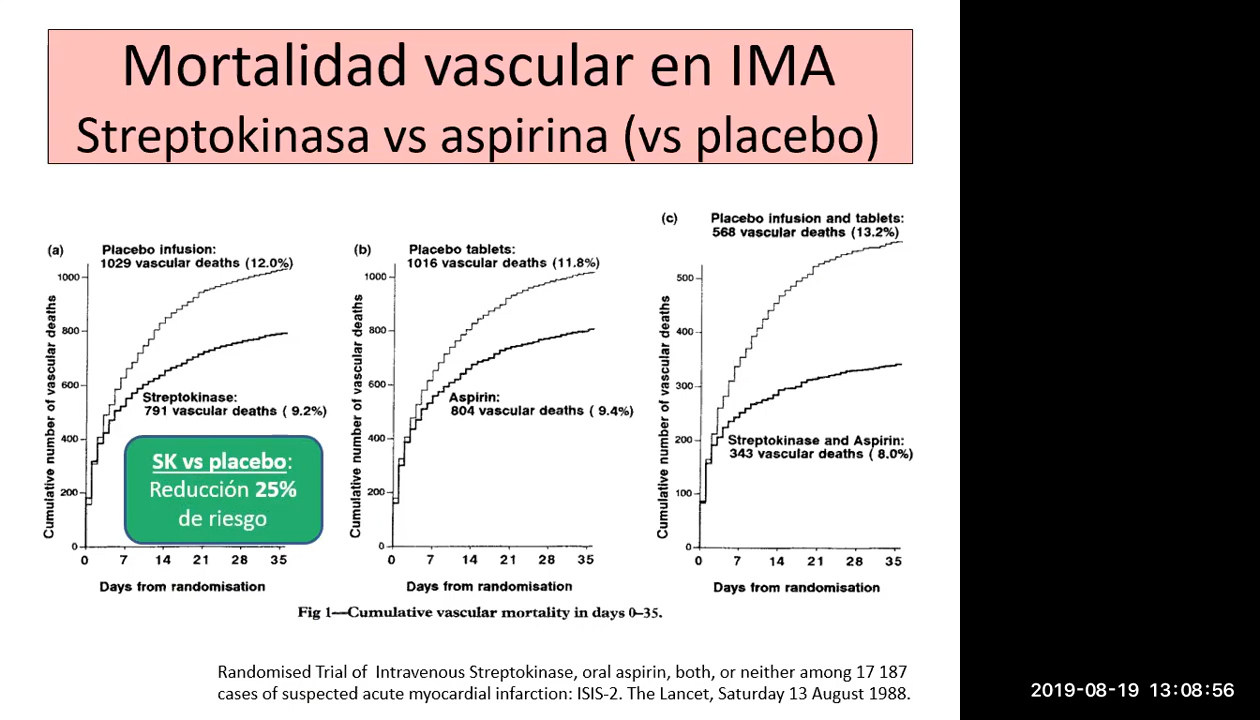 Mortalidad vascular en IMA
Streptokinasa vs aspirina (vs placebo)
(a)
Placebo infusion:
1029 vascular deaths (12.0%)
Cumulative number of vascular deaths
1000
800
600
400
200
0
Streptokinase:
791 vascular deaths ( 9.2%)
SK vs placebo:
Reducción 25%
de riesgo
0 7 14 21 28 35
Days from randomisation
(b)
Placebo tablets:
1016 vascular deaths (11.8%)
Cumulative number of vascular deaths
1000
800
600
400
200
0
Aspirin:
804 vascular deaths ( 9.4%)
0 7 14 21 28 35
Days from randomisation
(c)
Placebo infusion and tablets:
568 vascular deaths (13.2%)
Cumulative number of vascular deaths
500
400
300
200
100
0
Streptokinase and Aspirin:
343 vascular deaths ( 8.0%)
0 7 14 21 28 35
Days from randomisation
Fig 1—Cumulative vascular mortality in days 0–35.
Randomised Trial of Intravenous Streptokinase, oral aspirin, both, or neither among 17 187
cases of suspected acute myocardial infarction: ISIS-2. The Lancet, Saturday 13 August 1988.
2019-08-19 13:08:56